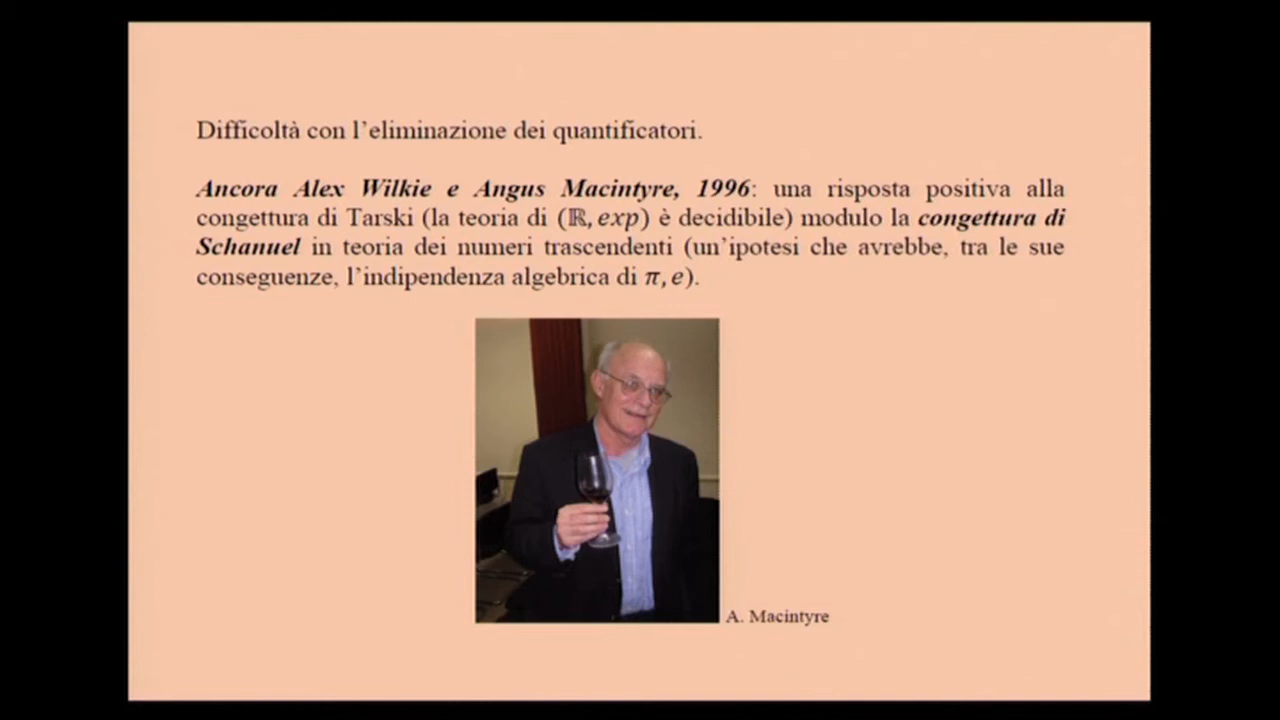 Difficoltà con l’eliminazione dei quantificatori.
Ancora Alex Wilkie e Angus Macintyre, 1996: una risposta positiva alla
congettura di Tarski (la teoria di (ℝ, exp) è decidibile) modulo la congettura di
Schanuel in teoria dei numeri trascendenti (un’ipotesi che avrebbe, tra le sue
conseguenze, l’indipendenza algebrica di π, e).
A. Macintyre